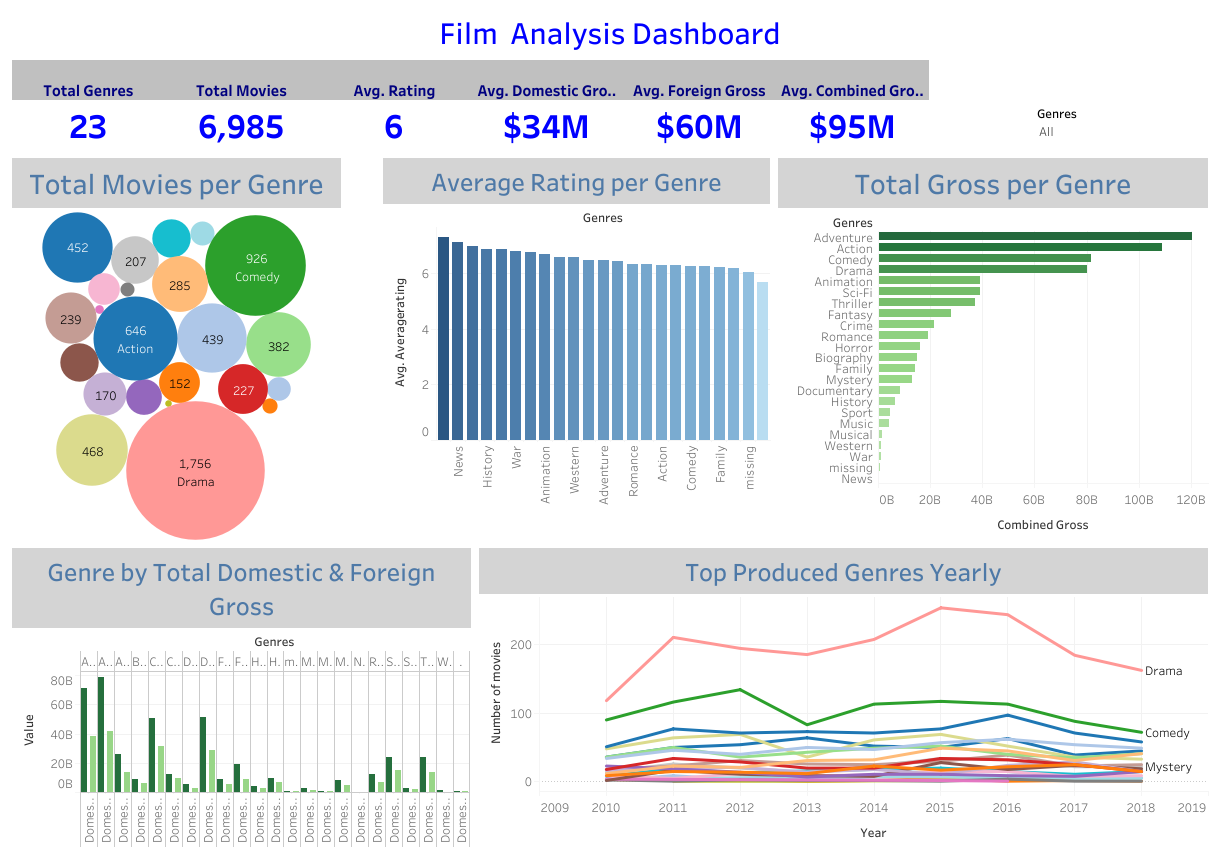 Film Analysis Dashboard
Total Genres Total Movies Avg. Rating Avg. Domestic Gro.. Avg. Foreign Gross Avg. Combined Gro..
23 6,985 6 $34M $60M $95M
Genres
All
Total Movies per Genre
452
207
926
Comedy
285
239
646
Action
439
382
170
152
227
468
1,756
Drama
Average Rating per Genre
Genres
Avg. Averagerating
6
4
2
0
News History War Animation Western Adventure Romance Action Comedy Family missing
Total Gross per Genre
Genres
Adventure
Action
Comedy
Drama
Animation
Sci-Fi
Thriller
Fantasy
Crime
Romance
Horror
Biography
Family
Mystery
Documentary
History
Sport
Music
Musical
Western
War
missing
News
0B 20B 40B 60B 80B 100B 120B
Combined Gross
Genre by Total Domestic & Foreign
Gross
Genres
A.. A.. A.. B.. C.. C.. D.. D.. F.. F.. H.. H.. m.. M.. M.. M.. N.. R.. S.. S.. T.. W.. .
Value
80B
60B
40B
20B
0B
Domes.. Domes.. Domes.. Domes.. Domes.. Domes.. Domes.. Domes.. Domes.. Domes.. Domes.. Domes.. Domes.. Domes.. Domes.. Domes.. Domes.. Domes.. Domes.. Domes.. Domes.. Domes.. Domes..
Top Produced Genres Yearly
Number of movies
200
100
0
Drama
Comedy
Mystery
2009 2010 2011 2012 2013 2014 2015 2016 2017 2018 2019
Year